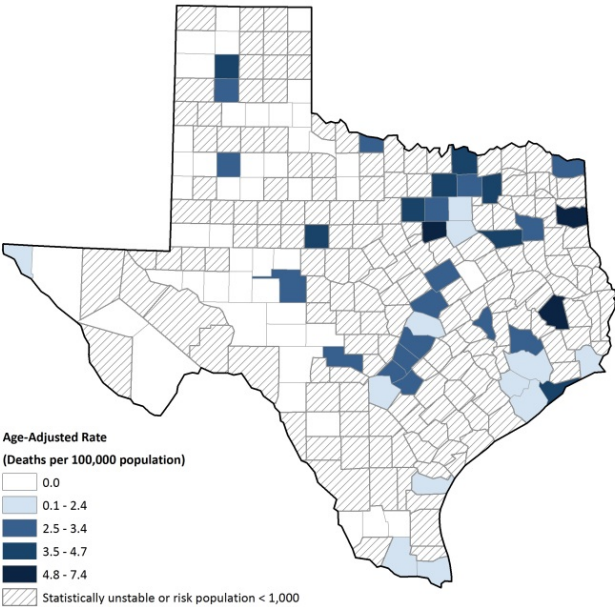 Age-Adjusted Rate
(Deaths per 100,000 population)
0.0
0.1 - 2.4
2.5 - 3.4
3.5 - 4.7
4.8 - 7.4
Statistically unstable or risk population < 1,000